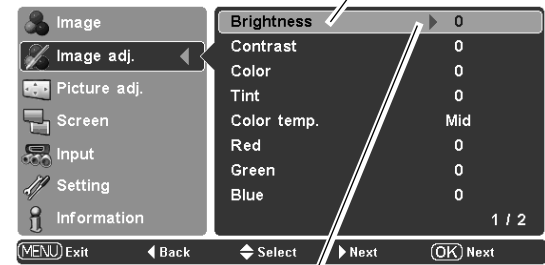 Image
Image adj.
Picture adj.
Screen
Input
Setting
Information
Brightness 0
Contrast 0
Color 0
Tint 0
Color temp. Mid
Red 0
Green 0
Blue 0
1 / 2
MENU Exit Back Select Next OK Next